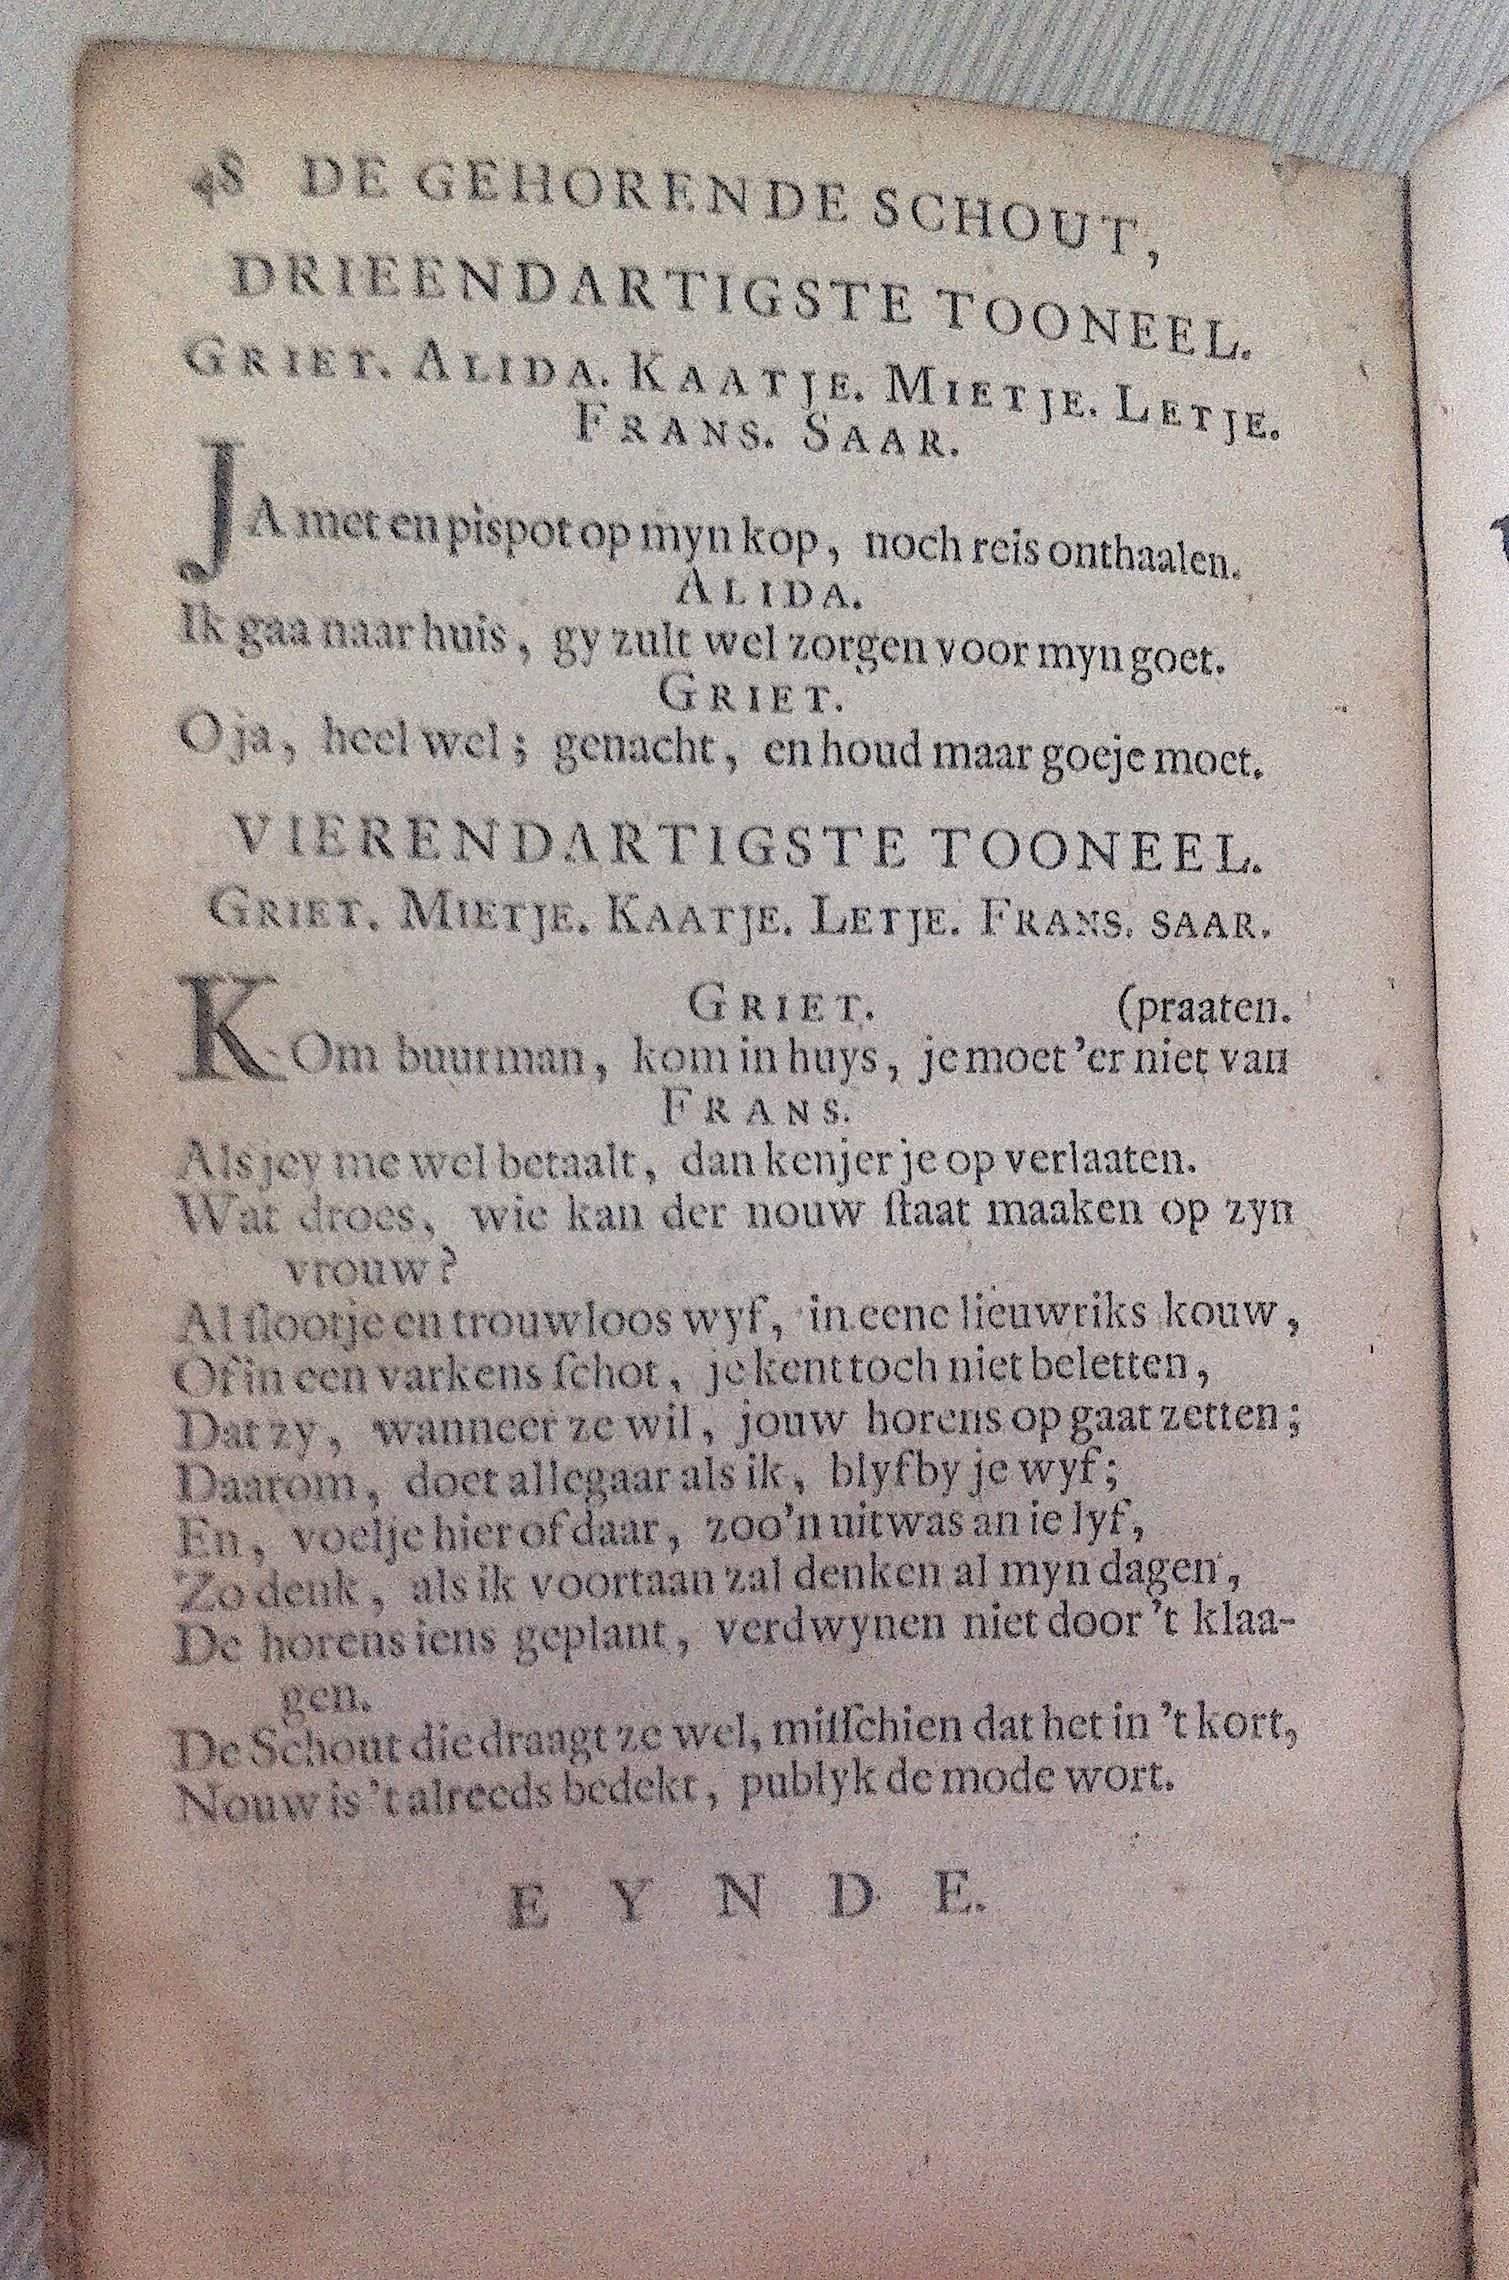 48 DE GEHORENDE SCHOUT,
DRIEENDARTIGSTE TOONEEL.
GRIET. ALIDA. KAATJE. MIETJE. LETJE.
FRANS. SAAR.
JA met en pispot op myn kop, noch reis onthaalen.
ALIDA.
Ik gaa naar huis, gy zult wel zorgen voor myn goet.
GRIET.
O ja, heel wel; genacht, en houd maar goeje moet.
VIERENDARTIGSTE TOONEEL.
GRIET. MIETJE. KAATJE. LETJE. FRANS. SAAR.
GRIET. (praaten.
KOm buurman, kom in huys, je moet 'er niet van
FRANS.
Als jey me wel betaalt, dan kenjer je op verlaaten.
Wat droes, wie kan der nouw ſtaat maaken op zyn
vrouw?
Al ſlootje en trouwloos wyf, in eene lieuwriks kouw,
Of in een varkens ſchot, je kent toch niet beletten,
Dat zy, wanneer ze wil, jouw horens op gaat zetten;
Daarom, doet allegaar als ik, blyf by je wyf;
En, voelje hier of daar, zoo'n uitwas an ie lyf,
Zo denk, als ik voortaan zal denken al myn dagen,
De horens iens geplant, verdwynen niet door 't klaa-
gen.
De Schout die draagt ze wel, miſſchien dat het in 't kort,
Nouw is 't alreeds bedekt, publyk de mode wort.
EYNDE.